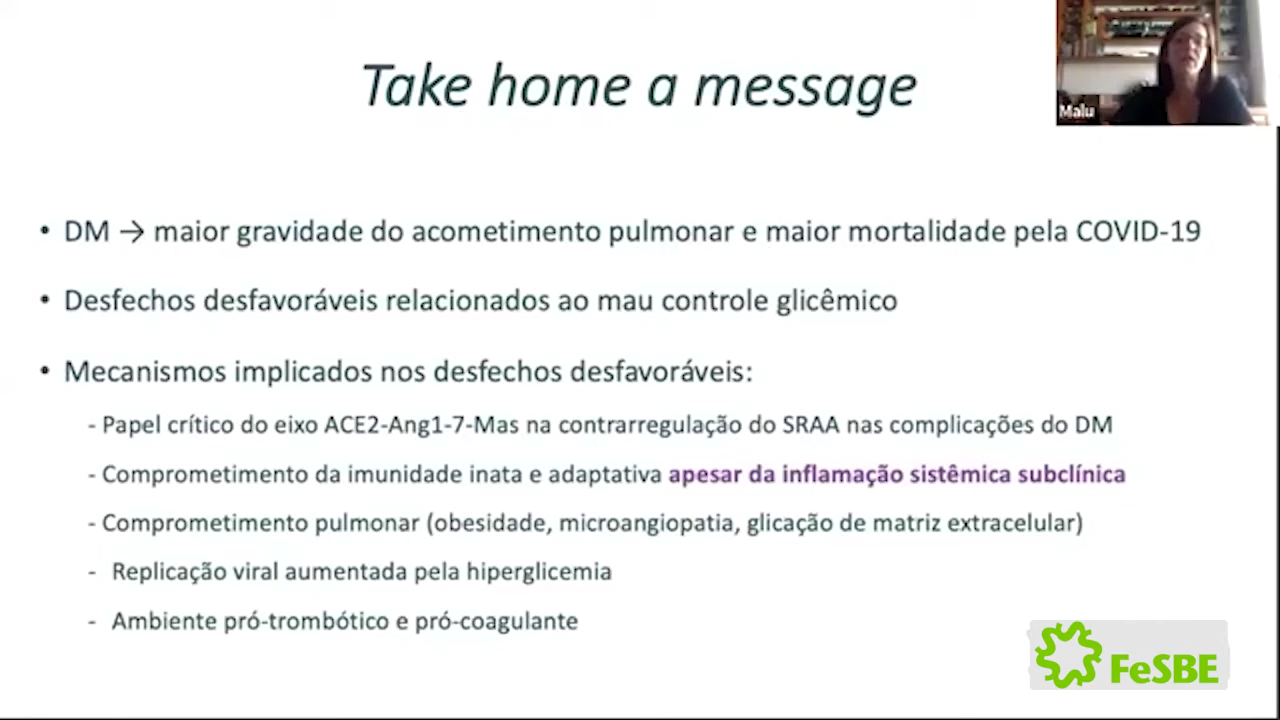 Take home a message
Malu
• DM → maior gravidade do acometimento pulmonar e maior mortalidade pela COVID-19
• Desfechos desfavoráveis relacionados ao mau controle glicêmico
• Mecanismos implicados nos desfechos desfavoráveis:
- Papel crítico do eixo ACE2-Ang1-7-Mas na contrarregulação do SRAA nas complicações do DM
- Comprometimento da imunidade inata e adaptativa apesar da inflamação sistêmica subclínica
- Comprometimento pulmonar (obesidade, microangiopatia, glicação de matriz extracelular)
- Replicação viral aumentada pela hiperglicemia
- Ambiente pró-trombótico e pró-coagulante
FeSBE